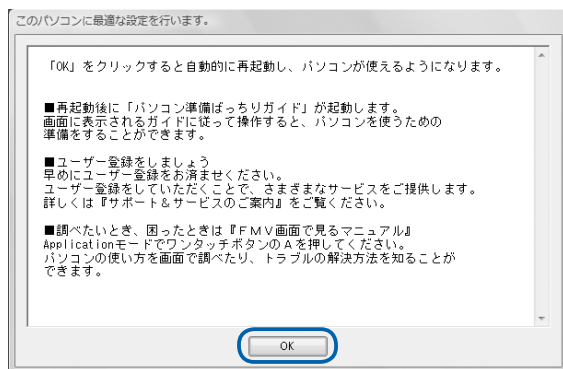 このパソコンに最適な設定を行います。
「OK」をクリックすると自動的に再起動し、パソコンが使えるようになります。
■再起動後に「パソコン準備ばっちりガイド」が起動します。
画面に表示されるガイドに従って操作すると、パソコンを使うための
準備をすることができます。
■ユーザー登録をしましょう
早めにユーザー登録をお済ませください。
ユーザー登録をしていただくことで、さまざまなサービスをご提供します。
詳しくは『サポート&サービスのご案内』をご覧ください。
■調べたいとき、困ったときは『FMV画面で見るマニュアル』
ApplicationモードでワンタッチボタンのAを押してください。
パソコンの使い方を画面で調べたり、トラブルの解決方法を知ることが
できます。
OK